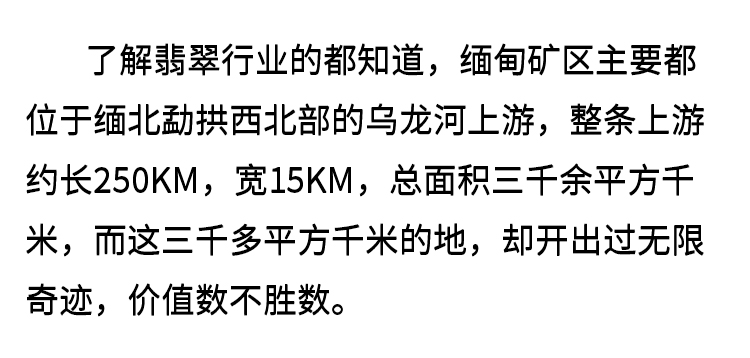 了解翡翠行业的都知道，缅甸矿区主要都
位于缅北勐拱西北部的乌龙河上游，整条上游
约长250KM，宽15KM，总面积三千余平方千
米，而这三千多平方千米的地，却开出过无限
奇迹，价值数不胜数。